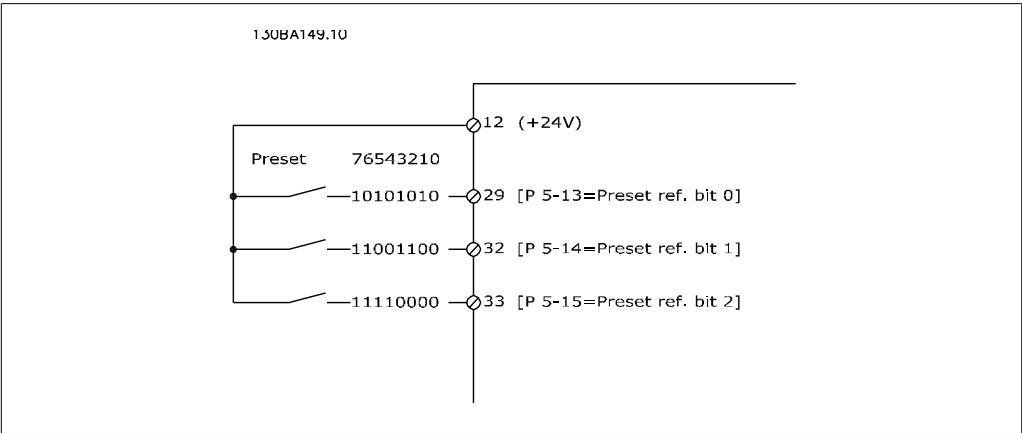 130BA149.10
12 (+24V)
Preset 76543210
10101010 29 [P 5-13=Preset ref. bit 0]
11001100 32 [P 5-14=Preset ref. bit 1]
11110000 33 [P 5-15=Preset ref. bit 2]